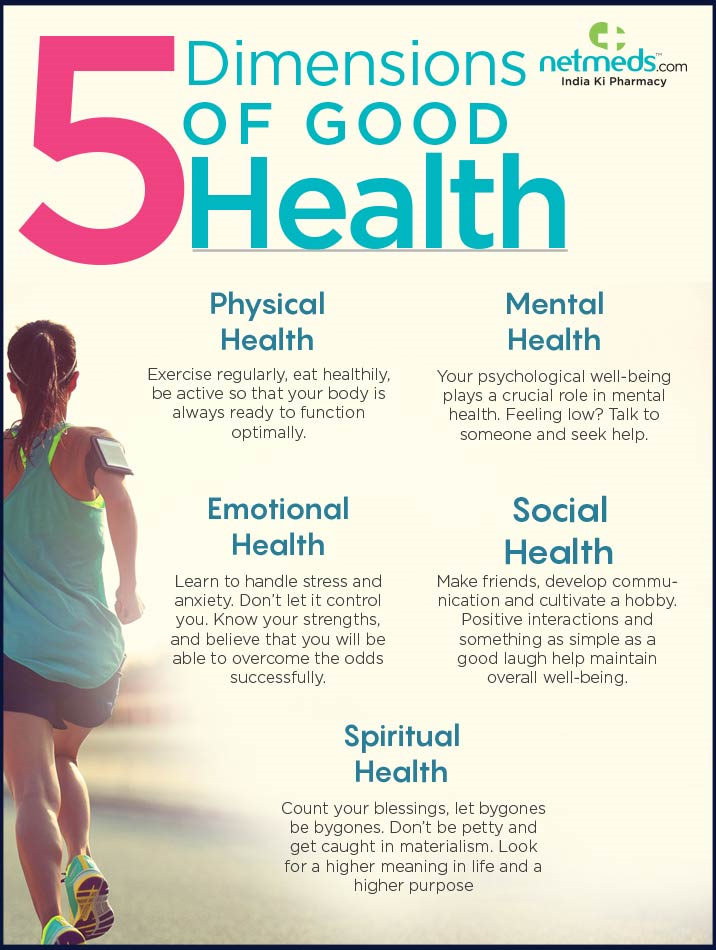 5 Dimensions
OF GOOD
Health
netmeds.com™
India Ki Pharmacy
Physical
Health
Exercise regularly, eat healthily,
be active so that your body is
always ready to function
optimally.
Mental
Health
Your psychological well-being
plays a crucial role in mental
health. Feeling low? Talk to
someone and seek help.
Emotional
Health
Learn to handle stress and
anxiety. Don't let it control
you. Know your strengths,
and believe that you will be
able to overcome the odds
successfully.
Social
Health
Make friends, develop commu-
nication and cultivate a hobby.
Positive interactions and
something as simple as a
good laugh help maintain
overall well-being.
Spiritual
Health
Count your blessings, let bygones
be bygones. Don't be petty and
get caught in materialism. Look
for a higher meaning in life and a
higher purpose